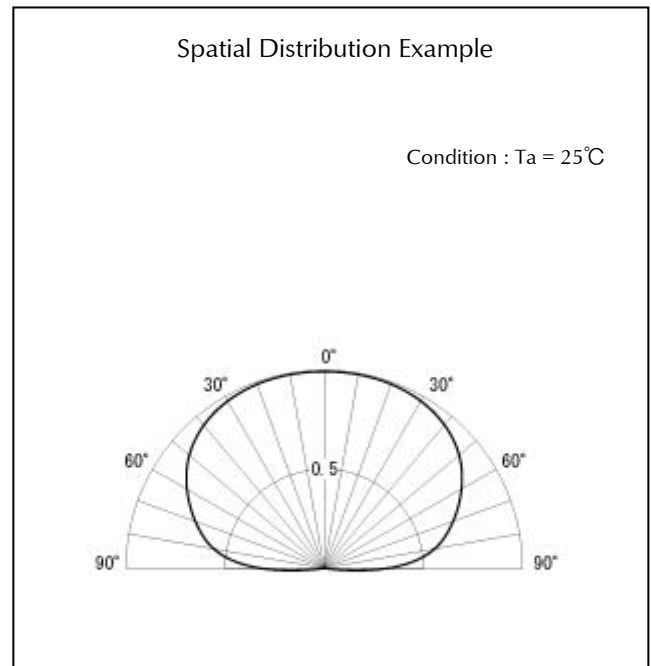 Spatial Distribution Example
Condition : Ta = 25℃
0°
30° 30°
60° 60°
0.5
90° 90°